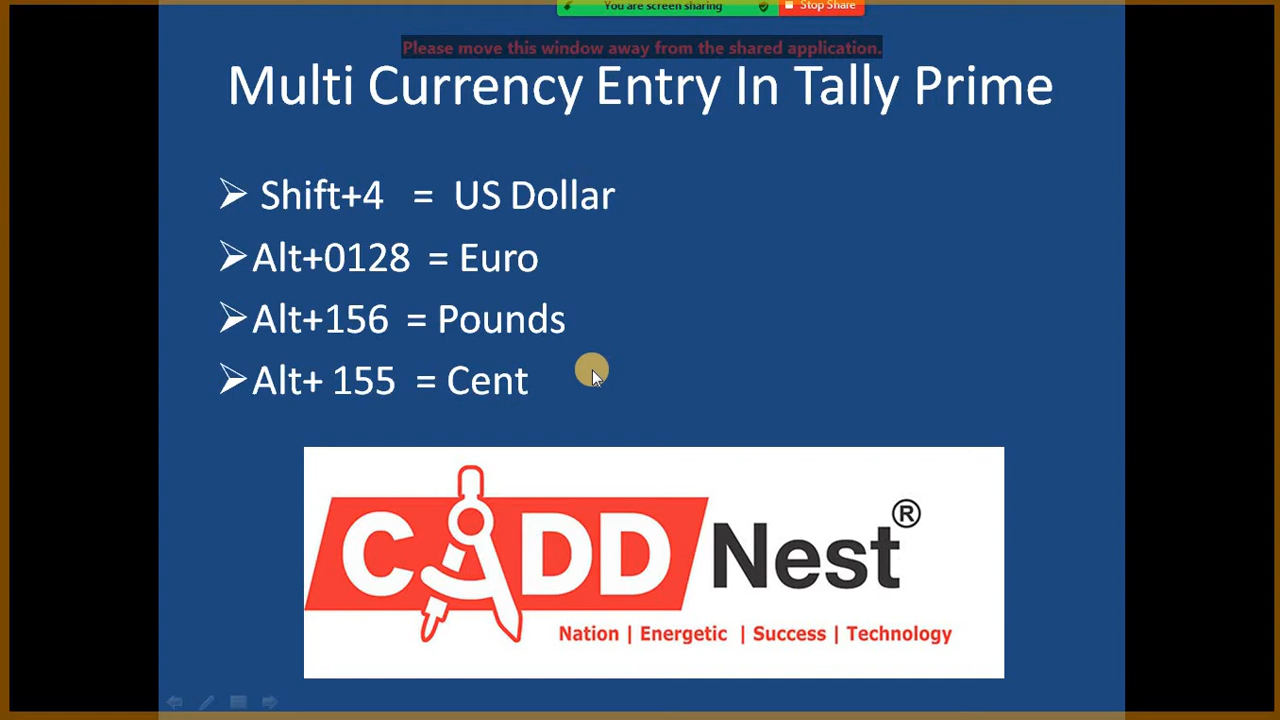 You are screen sharing
Stop Share
Please move this window away from the shared application.
Multi Currency Entry In Tally Prime
Shift+4 = US Dollar
Alt+0128 = Euro
Alt+156 = Pounds
Alt+ 155 = Cent
CADD Nest®
Nation | Energetic | Success | Technology